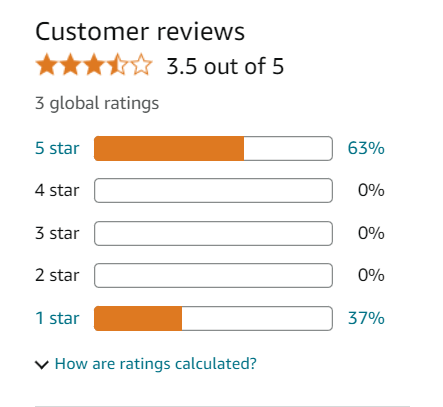 Customer reviews
3.5 out of 5
3 global ratings
5 star 63%
4 star 0%
3 star 0%
2 star 0%
1 star 37%
How are ratings calculated?